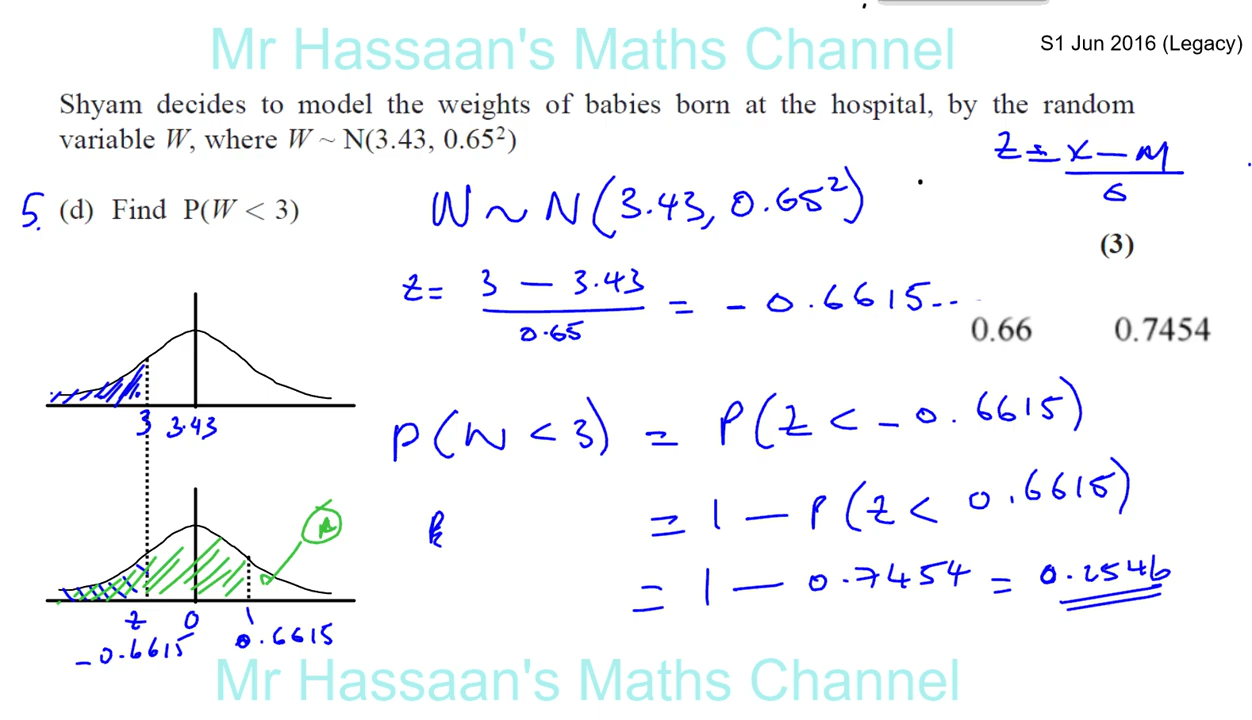 Mr Hassaan's Maths Channel
S1 Jun 2016 (Legacy)
Shyam decides to model the weights of babies born at the hospital, by the random
variable W, where W ~ N(3.43, 0.65²)
z = x − μ / σ
5. (d) Find P(W < 3)
W ~ N(3.43, 0.65²)
(3)
z = 3 − 3.43 / 0.65 = − 0.6615...
0.66 0.7454
3 3.43
P(W < 3) = P(Z < − 0.6615)
= 1 − P(Z < 0.6615)
= 1 − 0.7454 = 0.2546
z 0
−0.6615 0.6615
Mr Hassaan's Maths Channel